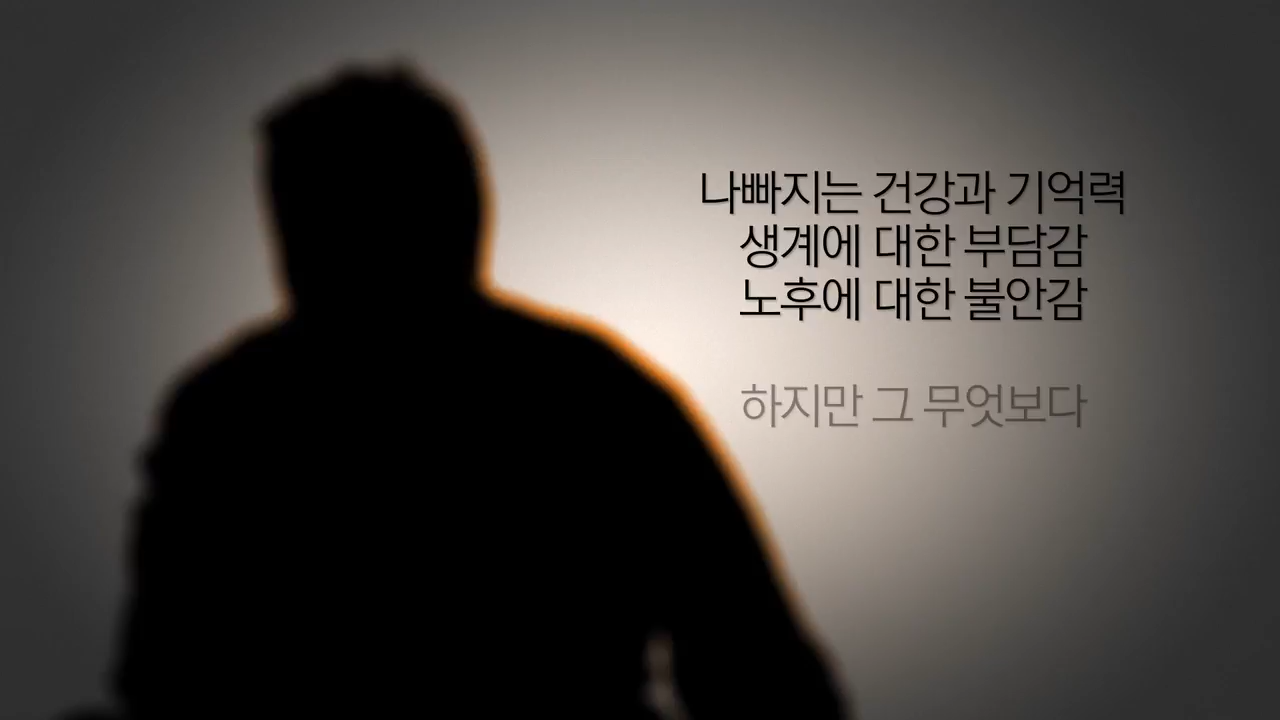 나빠지는 건강과 기억력
생계에 대한 부담감
노후에 대한 불안감
하지만 그 무엇보다